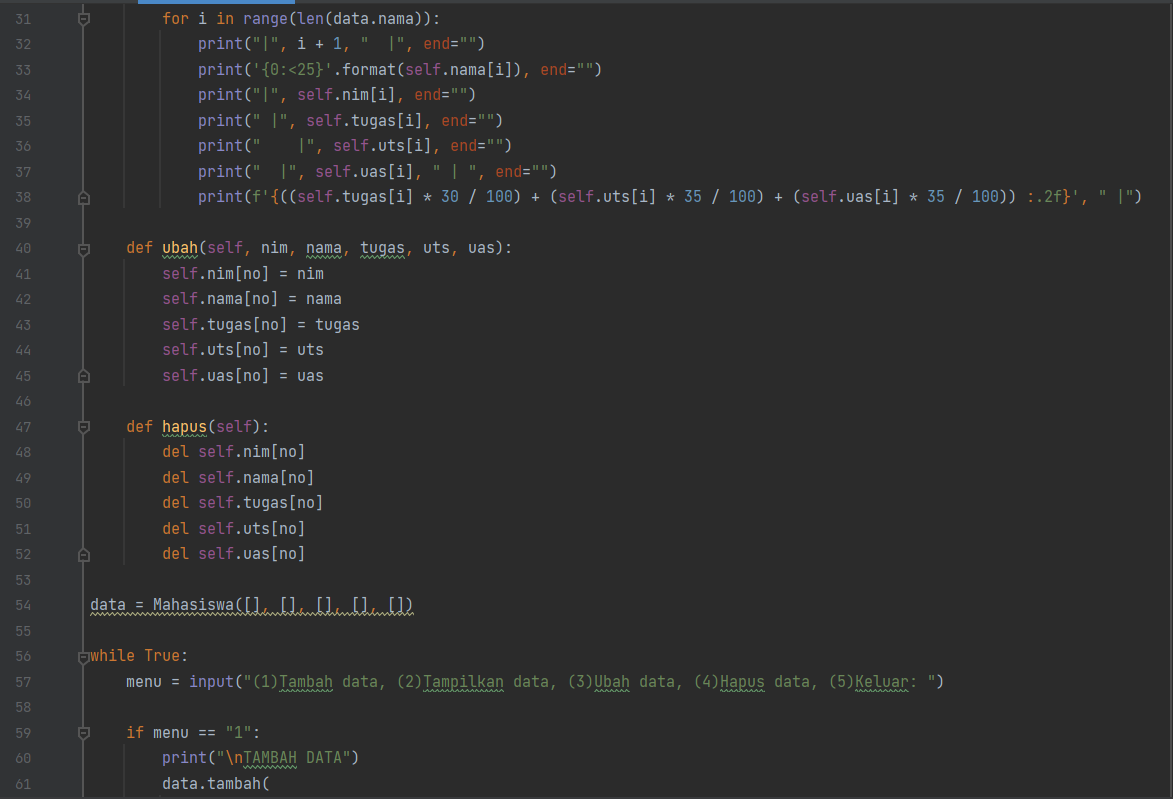 31         for i in range(len(data.nama)):
32             print("|", i + 1, "  |", end="")
33             print('{0:<25}'.format(self.nama[i]), end="")
34             print("|", self.nim[i], end="")
35             print(" |", self.tugas[i], end="")
36             print("    |", self.uts[i], end="")
37             print("  |", self.uas[i], " | ", end="")
38             print(f'{((self.tugas[i] * 30 / 100) + (self.uts[i] * 35 / 100) + (self.uas[i] * 35 / 100)) :.2f}', " |")
39
40     def ubah(self, nim, nama, tugas, uts, uas):
41         self.nim[no] = nim
42         self.nama[no] = nama
43         self.tugas[no] = tugas
44         self.uts[no] = uts
45         self.uas[no] = uas
46
47     def hapus(self):
48         del self.nim[no]
49         del self.nama[no]
50         del self.tugas[no]
51         del self.uts[no]
52         del self.uas[no]
53
54 data = Mahasiswa([], [], [], [], [])
55
56 while True:
57     menu = input("(1)Tambah data, (2)Tampilkan data, (3)Ubah data, (4)Hapus data, (5)Keluar: ")
58
59     if menu == "1":
60         print("\nTAMBAH DATA")
61         data.tambah(